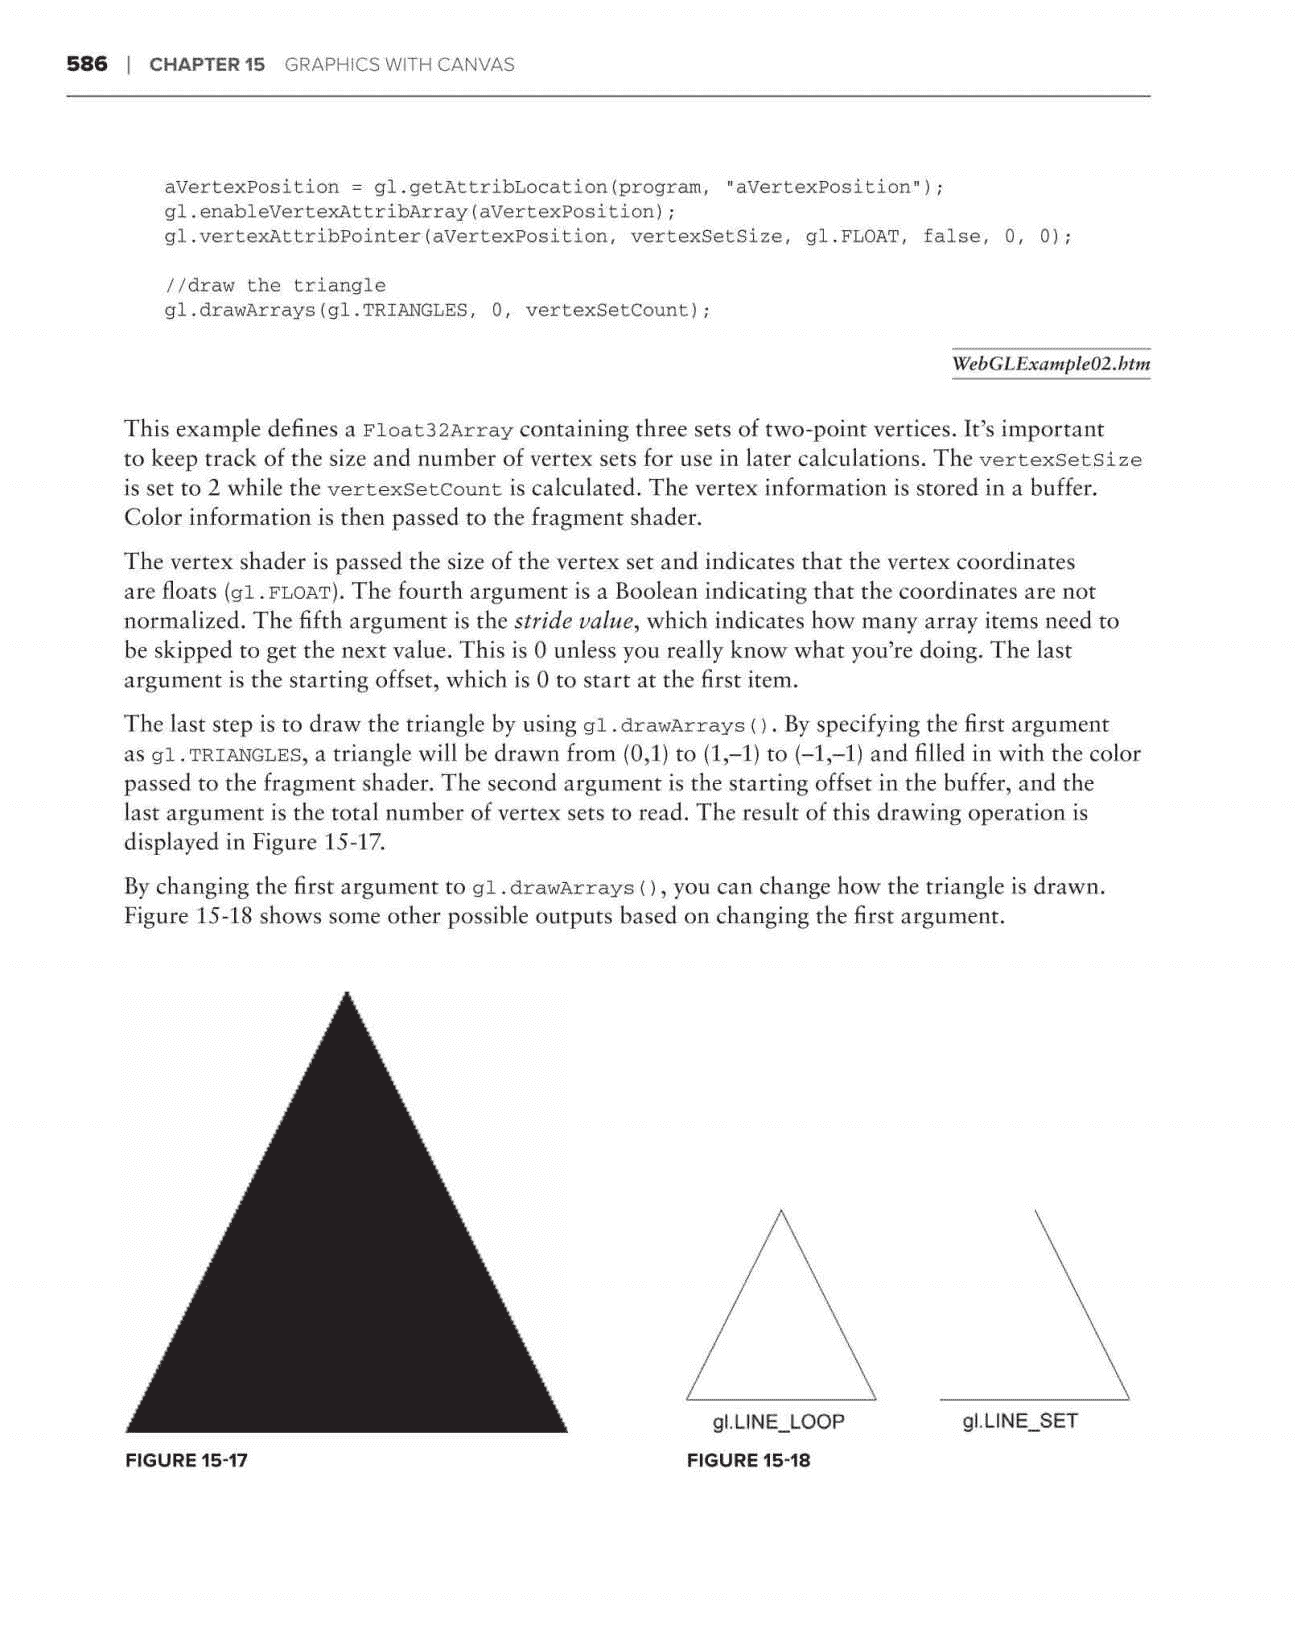 586 | CHAPTER 15 GRAPHICS WITH CANVAS
aVertexPosition = gl.getAttribLocation(program, "aVertexPosition");
gl.enableVertexAttribArray(aVertexPosition);
gl.vertexAttribPointer(aVertexPosition, vertexSetSize, gl.FLOAT, false, 0, 0);
//draw the triangle
gl.drawArrays(gl.TRIANGLES, 0, vertexSetCount);
WebGLExample02.htm
This example defines a Float32Array containing three sets of two-point vertices. It’s important
to keep track of the size and number of vertex sets for use in later calculations. The vertexSetSize
is set to 2 while the vertexSetCount is calculated. The vertex information is stored in a buffer.
Color information is then passed to the fragment shader.
The vertex shader is passed the size of the vertex set and indicates that the vertex coordinates
are floats (gl.FLOAT). The fourth argument is a Boolean indicating that the coordinates are not
normalized. The fifth argument is the stride value, which indicates how many array items need to
be skipped to get the next value. This is 0 unless you really know what you’re doing. The last
argument is the starting offset, which is 0 to start at the first item.
The last step is to draw the triangle by using gl.drawArrays(). By specifying the first argument
as gl.TRIANGLES, a triangle will be drawn from (0,1) to (1,–1) to (–1,–1) and filled in with the color
passed to the fragment shader. The second argument is the starting offset in the buffer, and the
last argument is the total number of vertex sets to read. The result of this drawing operation is
displayed in Figure 15-17.
By changing the first argument to gl.drawArrays(), you can change how the triangle is drawn.
Figure 15-18 shows some other possible outputs based on changing the first argument.
gl.LINE_LOOP gl.LINE_SET
FIGURE 15-17 FIGURE 15-18